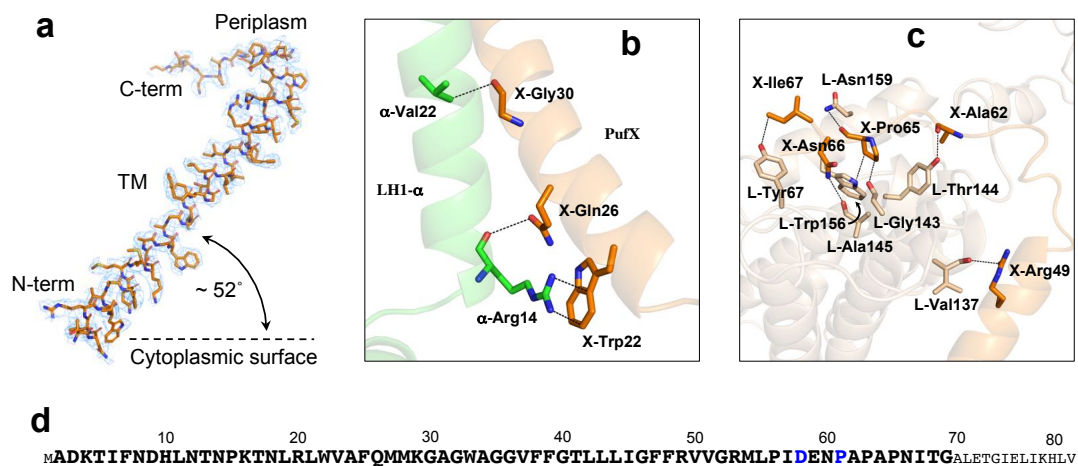 a
Periplasm
C-term
TM
N-term
~ 52°
Cytoplasmic surface
b
α-Val22
X-Gly30
PufX
LH1-α
X-Gln26
α-Arg14
X-Trp22
c
L-Asn159
X-Ile67
X-Pro65
X-Ala62
X-Asn66
L-Tyr67
L-Thr144
L-Trp156
L-Gly143
L-Ala145
X-Arg49
L-Val137
d
10 20 30 40 50 60 70 80
MADKTIFNDHLNTNPKTNLRLWVAFQMMKGAGWAGGVFFGTLLLIGFFRVVGRMLPIDENPAPAPNITGALETGIELIKHLV